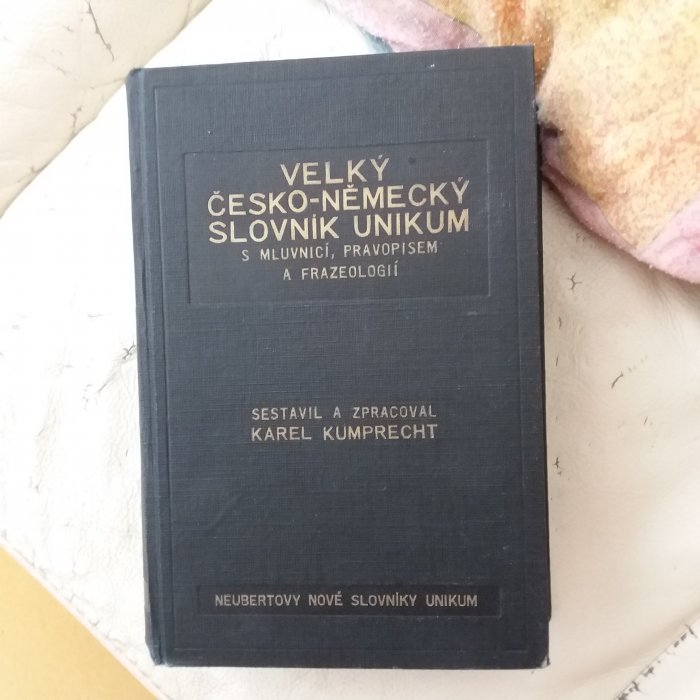 VELKÝ
ČESKO-NĚMECKÝ
SLOVNÍK UNIKUM
S MLUVNICÍ, PRAVOPISEM
A FRAZEOLOGIÍ
SESTAVIL A ZPRACOVAL
KAREL KUMPRECHT
NEUBERTOVY NOVÉ SLOVNÍKY UNIKUM